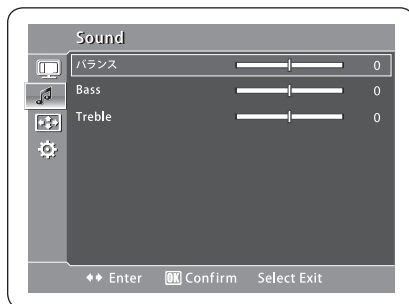 Sound
バランス 0
Bass 0
Treble 0
Enter OK Confirm Select Exit